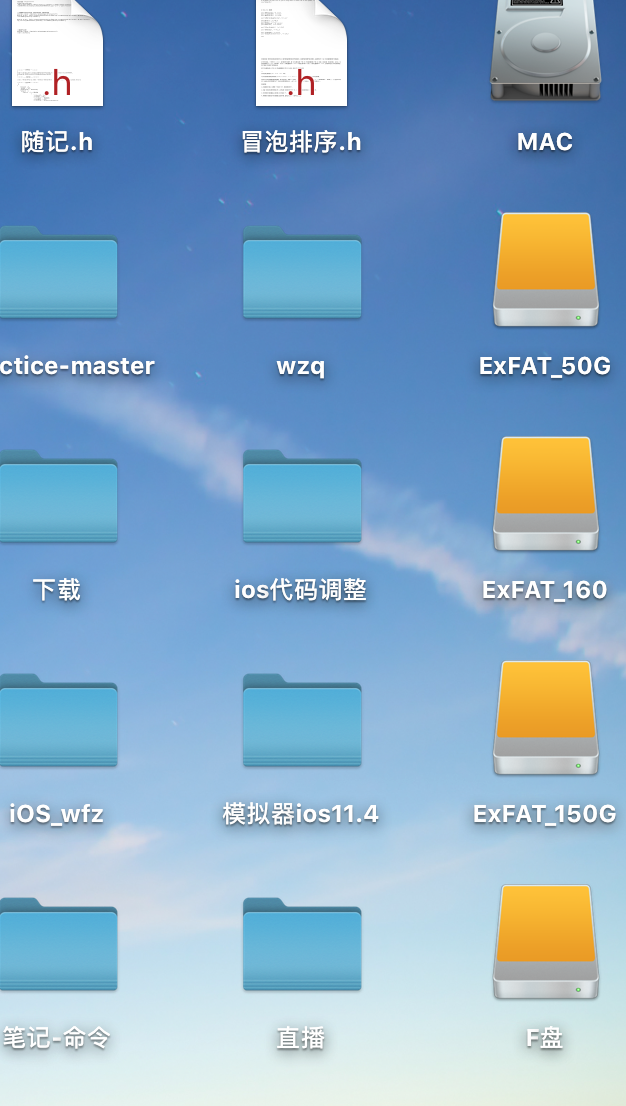 .h
.h
随记.h
冒泡排序.h
MAC
ctice-master
wzq
ExFAT_50G
下载
ios代码调整
ExFAT_160
iOS_wfz
模拟器ios11.4
ExFAT_150G
笔记-命令
直播
F盘